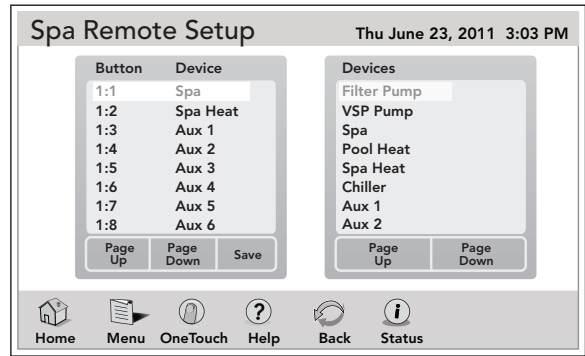 Spa Remote Setup Thu June 23, 2011 3:03 PM
Button Device
1:1 Spa
1:2 Spa Heat
1:3 Aux 1
1:4 Aux 2
1:5 Aux 3
1:6 Aux 4
1:7 Aux 5
1:8 Aux 6
Page Up Page Down Save
Devices
Filter Pump
VSP Pump
Spa
Pool Heat
Spa Heat
Chiller
Aux 1
Aux 2
Page Up Page Down
? i
Home Menu OneTouch Help Back Status